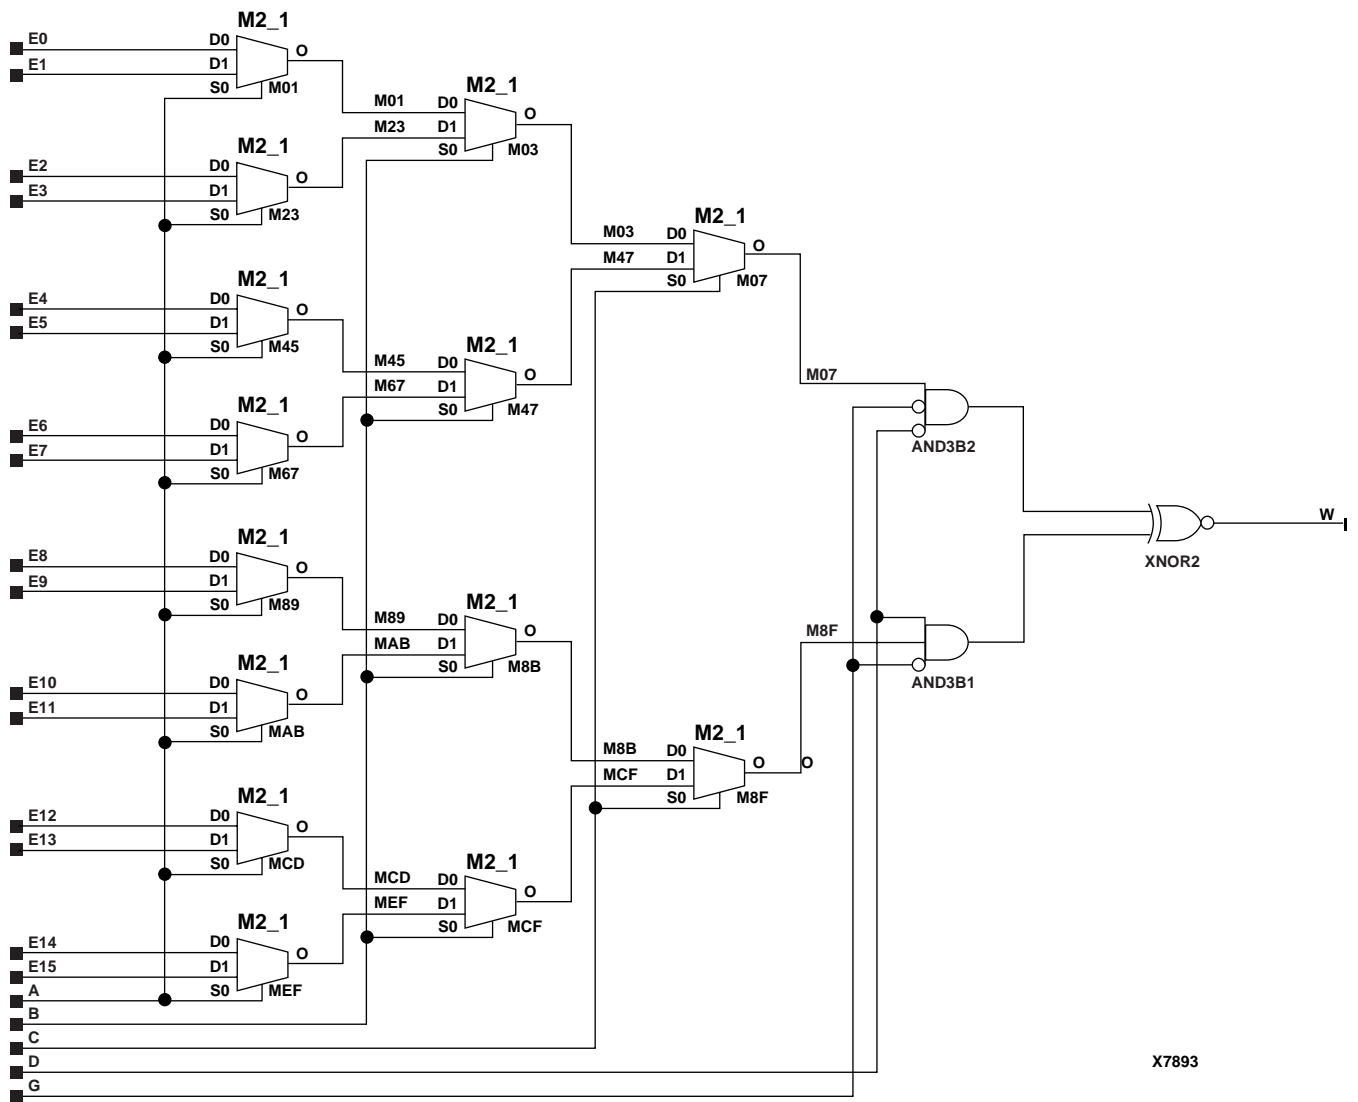 M2_1
E0 D0 O
E1 D1
S0 M01
M2_1
M01 D0 O
M23 D1
S0 M03
M2_1
E2 D0 O
E3 D1
S0 M23
M2_1
M03 D0 O
M47 D1
S0 M07
M2_1
E4 D0 O
E5 D1
S0 M45
M2_1
M45 D0 O
M67 D1
S0 M47
M07
AND3B2
M2_1
E6 D0 O
E7 D1
S0 M67
W
XNOR2
M2_1
E8 D0 O
E9 D1
S0 M89
M2_1
M89 D0 O
MAB D1
S0 M8B
M8F
AND3B1
M2_1
E10 D0 O
E11 D1
S0 MAB
M2_1
M8B D0 O O
MCF D1
S0 M8F
M2_1
E12 D0 O
E13 D1
S0 MCD
M2_1
MCD D0 O
MEF D1
S0 MCF
M2_1
E14 D0 O
E15 D1
A S0 MEF
B
C
D
G
X7893